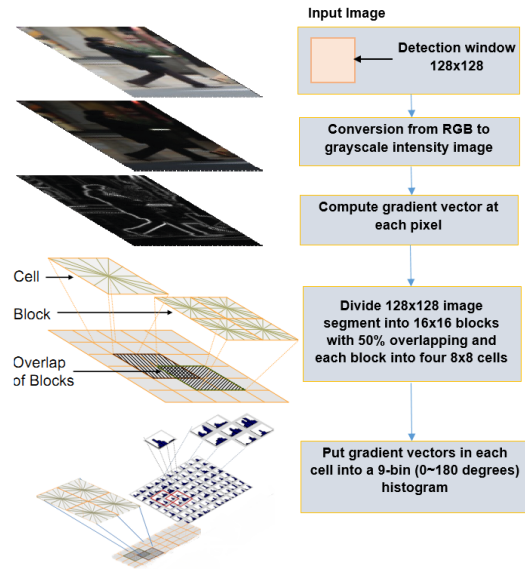 Input Image
Detection window
128x128
Conversion from RGB to
grayscale intensity image
Compute gradient vector at
each pixel
Cell
Block
Overlap
of Blocks
Divide 128x128 image
segment into 16x16 blocks
with 50% overlapping and
each block into four 8x8 cells
Put gradient vectors in each
cell into a 9-bin (0~180 degrees)
histogram